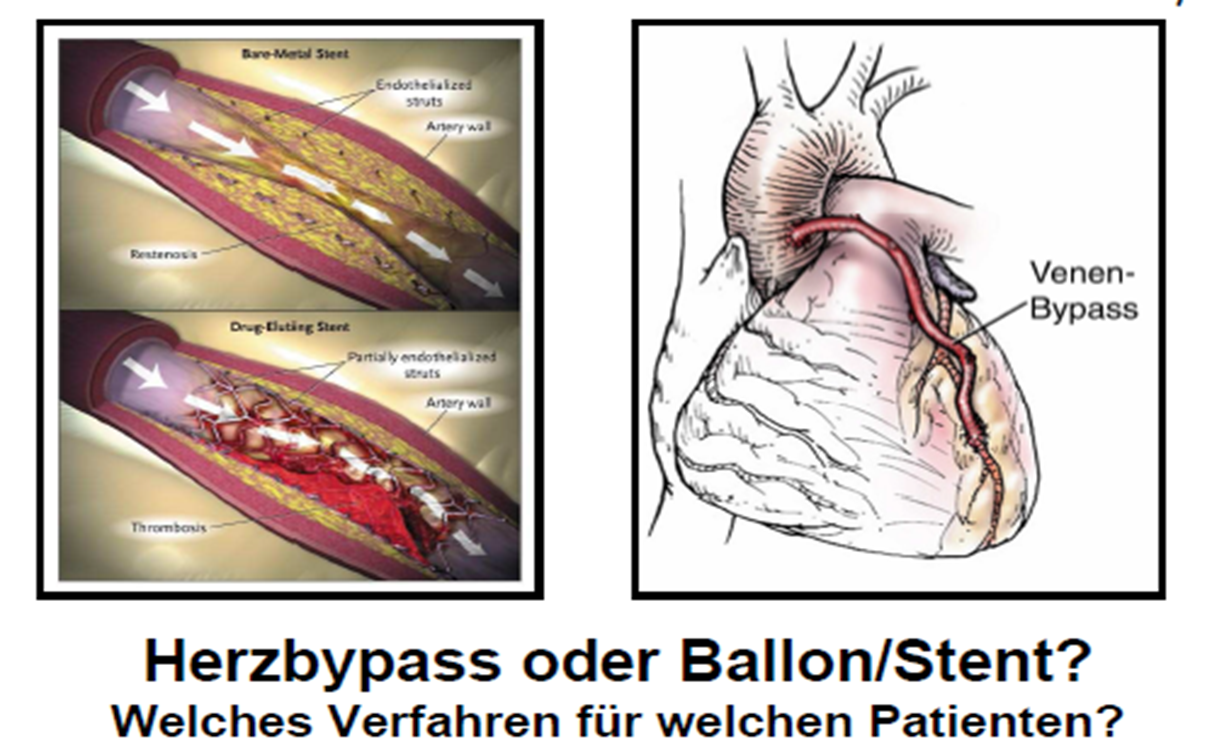 Bare-Metal Stent
Endothelialized
struts
Artery wall
Restenosis
Drug-Eluting Stent
Partially endothelialized
struts
Artery wall
Thrombosis
Venen-
Bypass
Herzbypass oder Ballon/Stent?
Welches Verfahren für welchen Patienten?